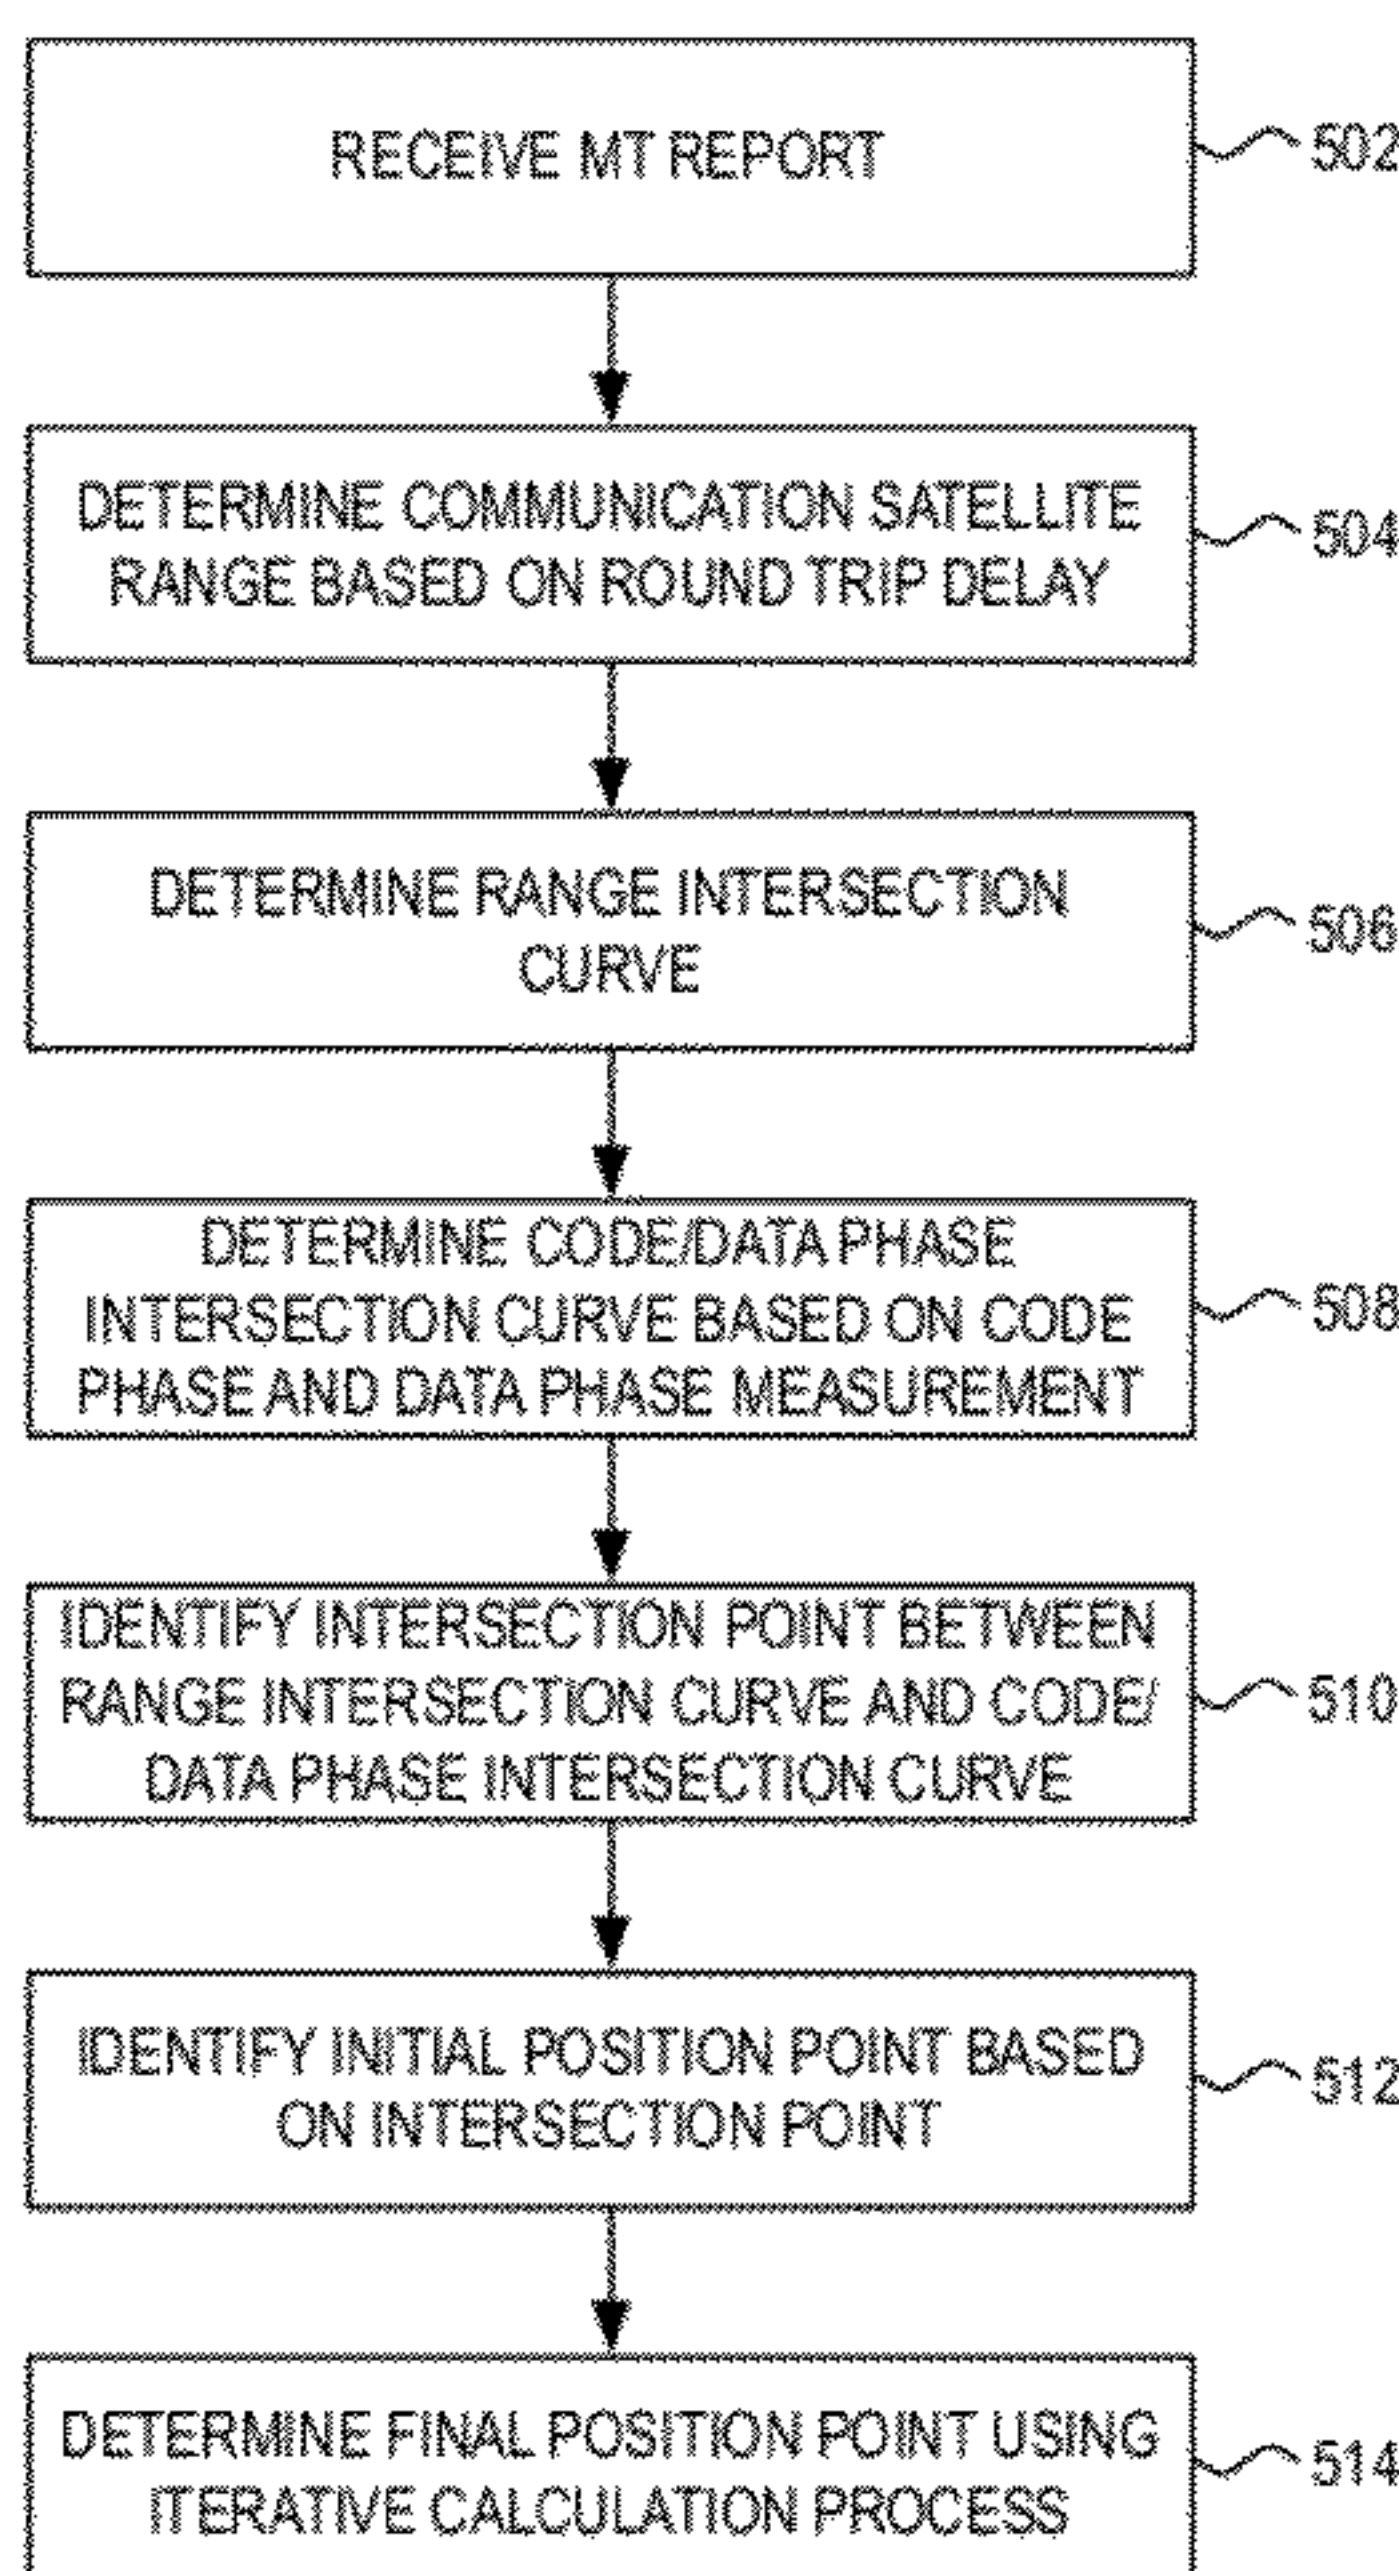 RECEIVE MT REPORT
502
DETERMINE COMMUNICATION SATELLITE
RANGE BASED ON ROUND TRIP DELAY
504
DETERMINE RANGE INTERSECTION
CURVE
506
DETERMINE CODE/DATA PHASE
INTERSECTION CURVE BASED ON CODE
PHASE AND DATA PHASE MEASUREMENT
508
IDENTIFY INTERSECTION POINT BETWEEN
RANGE INTERSECTION CURVE AND CODE/
DATA PHASE INTERSECTION CURVE
510
IDENTIFY INITIAL POSITION POINT BASED
ON INTERSECTION POINT
512
DETERMINE FINAL POSITION POINT USING
ITERATIVE CALCULATION PROCESS
514